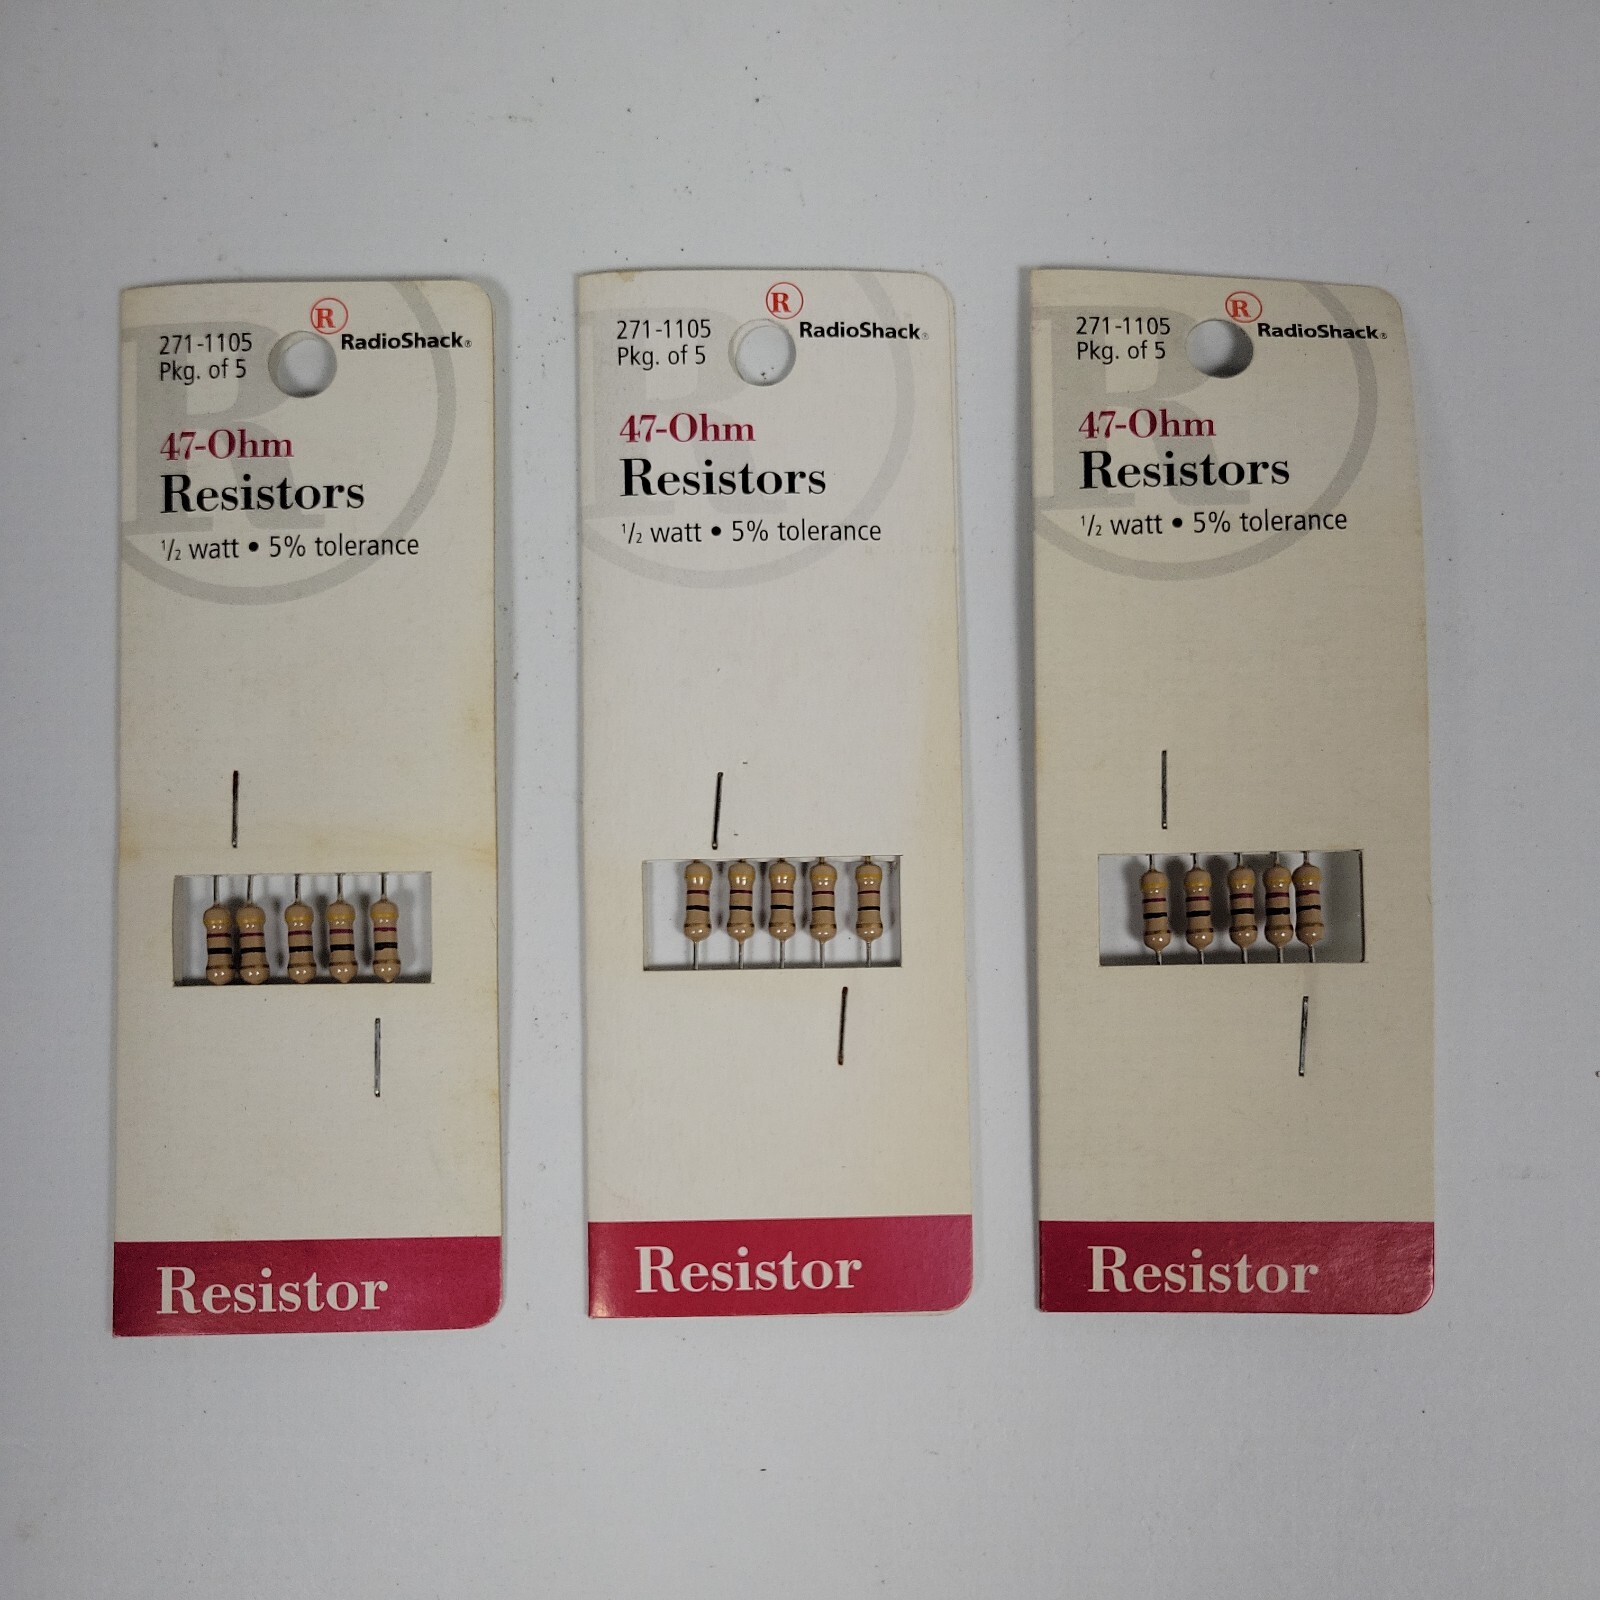 271-1105
Pkg. of 5
R
RadioShack®
47-Ohm
Resistors
1/2 watt • 5% tolerance
Resistor
271-1105
Pkg. of 5
R
RadioShack®
47-Ohm
Resistors
1/2 watt • 5% tolerance
Resistor
271-1105
Pkg. of 5
R
RadioShack®
47-Ohm
Resistors
1/2 watt • 5% tolerance
Resistor